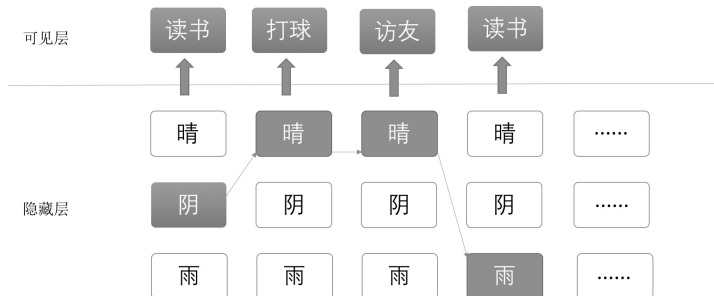 可见层 读书 打球 访友 读书
晴 晴 晴 晴 ......
隐藏层 阴 阴 阴 阴 ......
雨 雨 雨 雨 ......